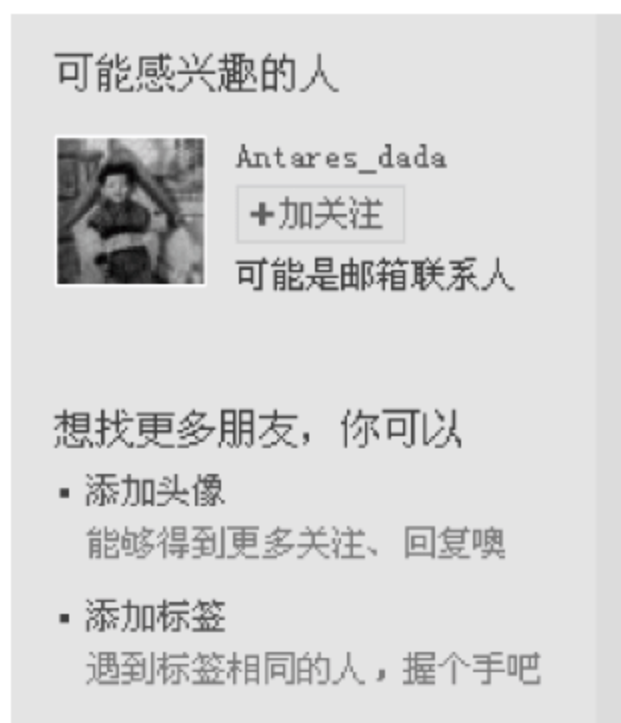 可能感兴趣的人
Antares_dada
+加关注
可能是邮箱联系人
想找更多朋友，你可以
▪ 添加头像
能够得到更多关注、回复噢
▪ 添加标签
遇到标签相同的人，握个手吧